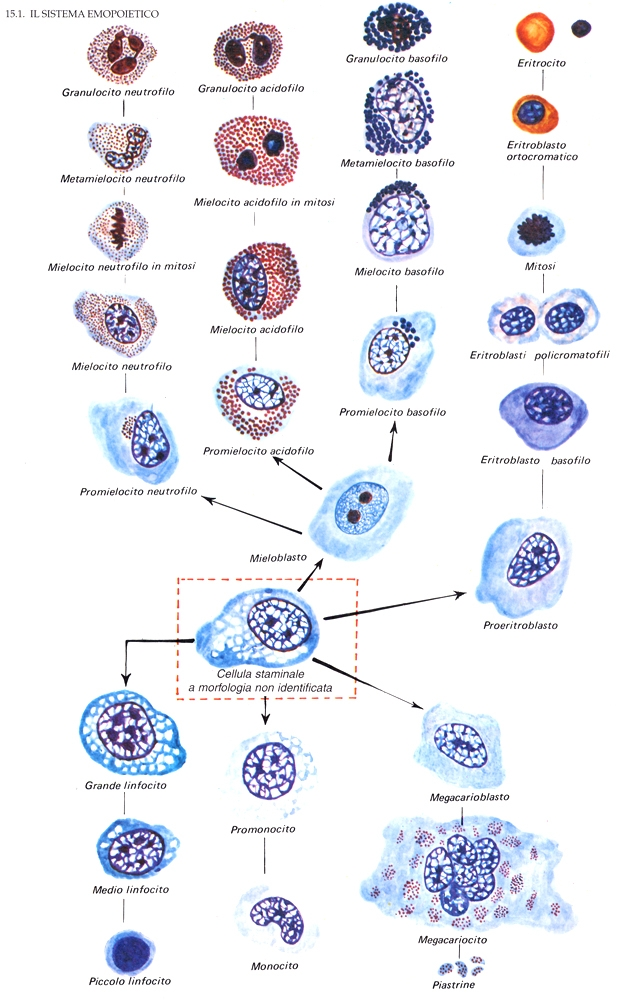 15.1. IL SISTEMA EMOPOIETICO
Granulocito neutrofilo
Metamielocito neutrofilo
Mielocito neutrofilo in mitosi
Mielocito neutrofilo
Promielocito neutrofilo
Granulocito acidofilo
Mielocito acidofilo in mitosi
Mielocito acidofilo
Promielocito acidofilo
Granulocito basofilo
Metamielocito basofilo
Mielocito basofilo
Promielocito basofilo
Eritrocito
Eritroblasto
ortocromatico
Mitosi
Eritroblasti policromatofili
Eritroblasto basofilo
Proeritroblasto
Mieloblasto
Cellula staminale
a morfologia non identificata
Grande linfocito
Medio linfocito
Piccolo linfocito
Promonocito
Monocito
Megacarioblasto
Megacariocito
Piastrine